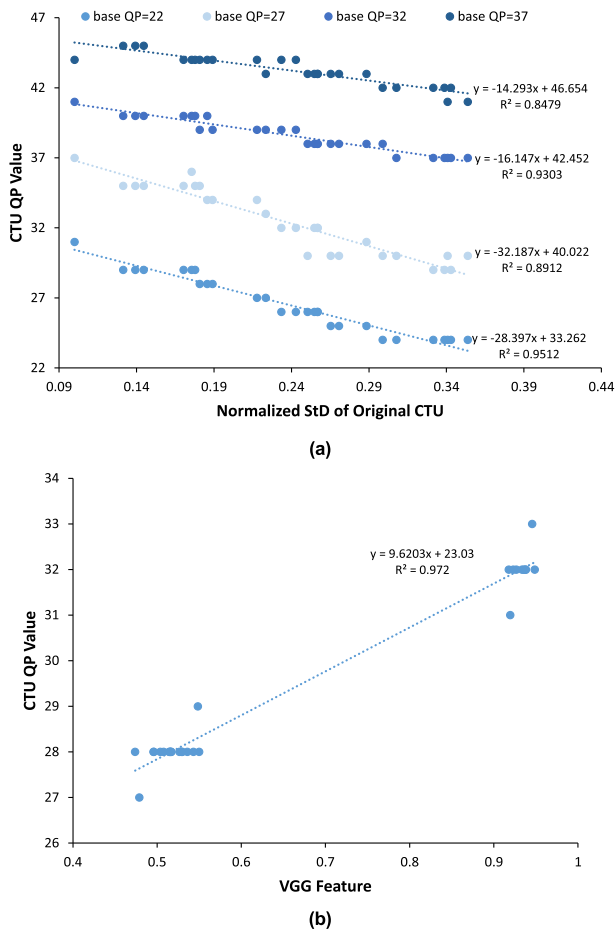 47
base QP=22
base QP=27
base QP=32
base QP=37
42
37
32
27
22
CTU QP Value
y = -14.293x + 46.654
R² = 0.8479
y = -16.147x + 42.452
R² = 0.9303
y = -32.187x + 40.022
R² = 0.8912
y = -28.397x + 33.262
R² = 0.9512
0.09 0.14 0.19 0.24 0.29 0.34 0.39 0.44
Normalized StD of Original CTU
(a)
34
33
32
31
30
29
28
27
26
CTU QP Value
y = 9.6203x + 23.03
R² = 0.972
0.4 0.5 0.6 0.7 0.8 0.9 1
VGG Feature
(b)